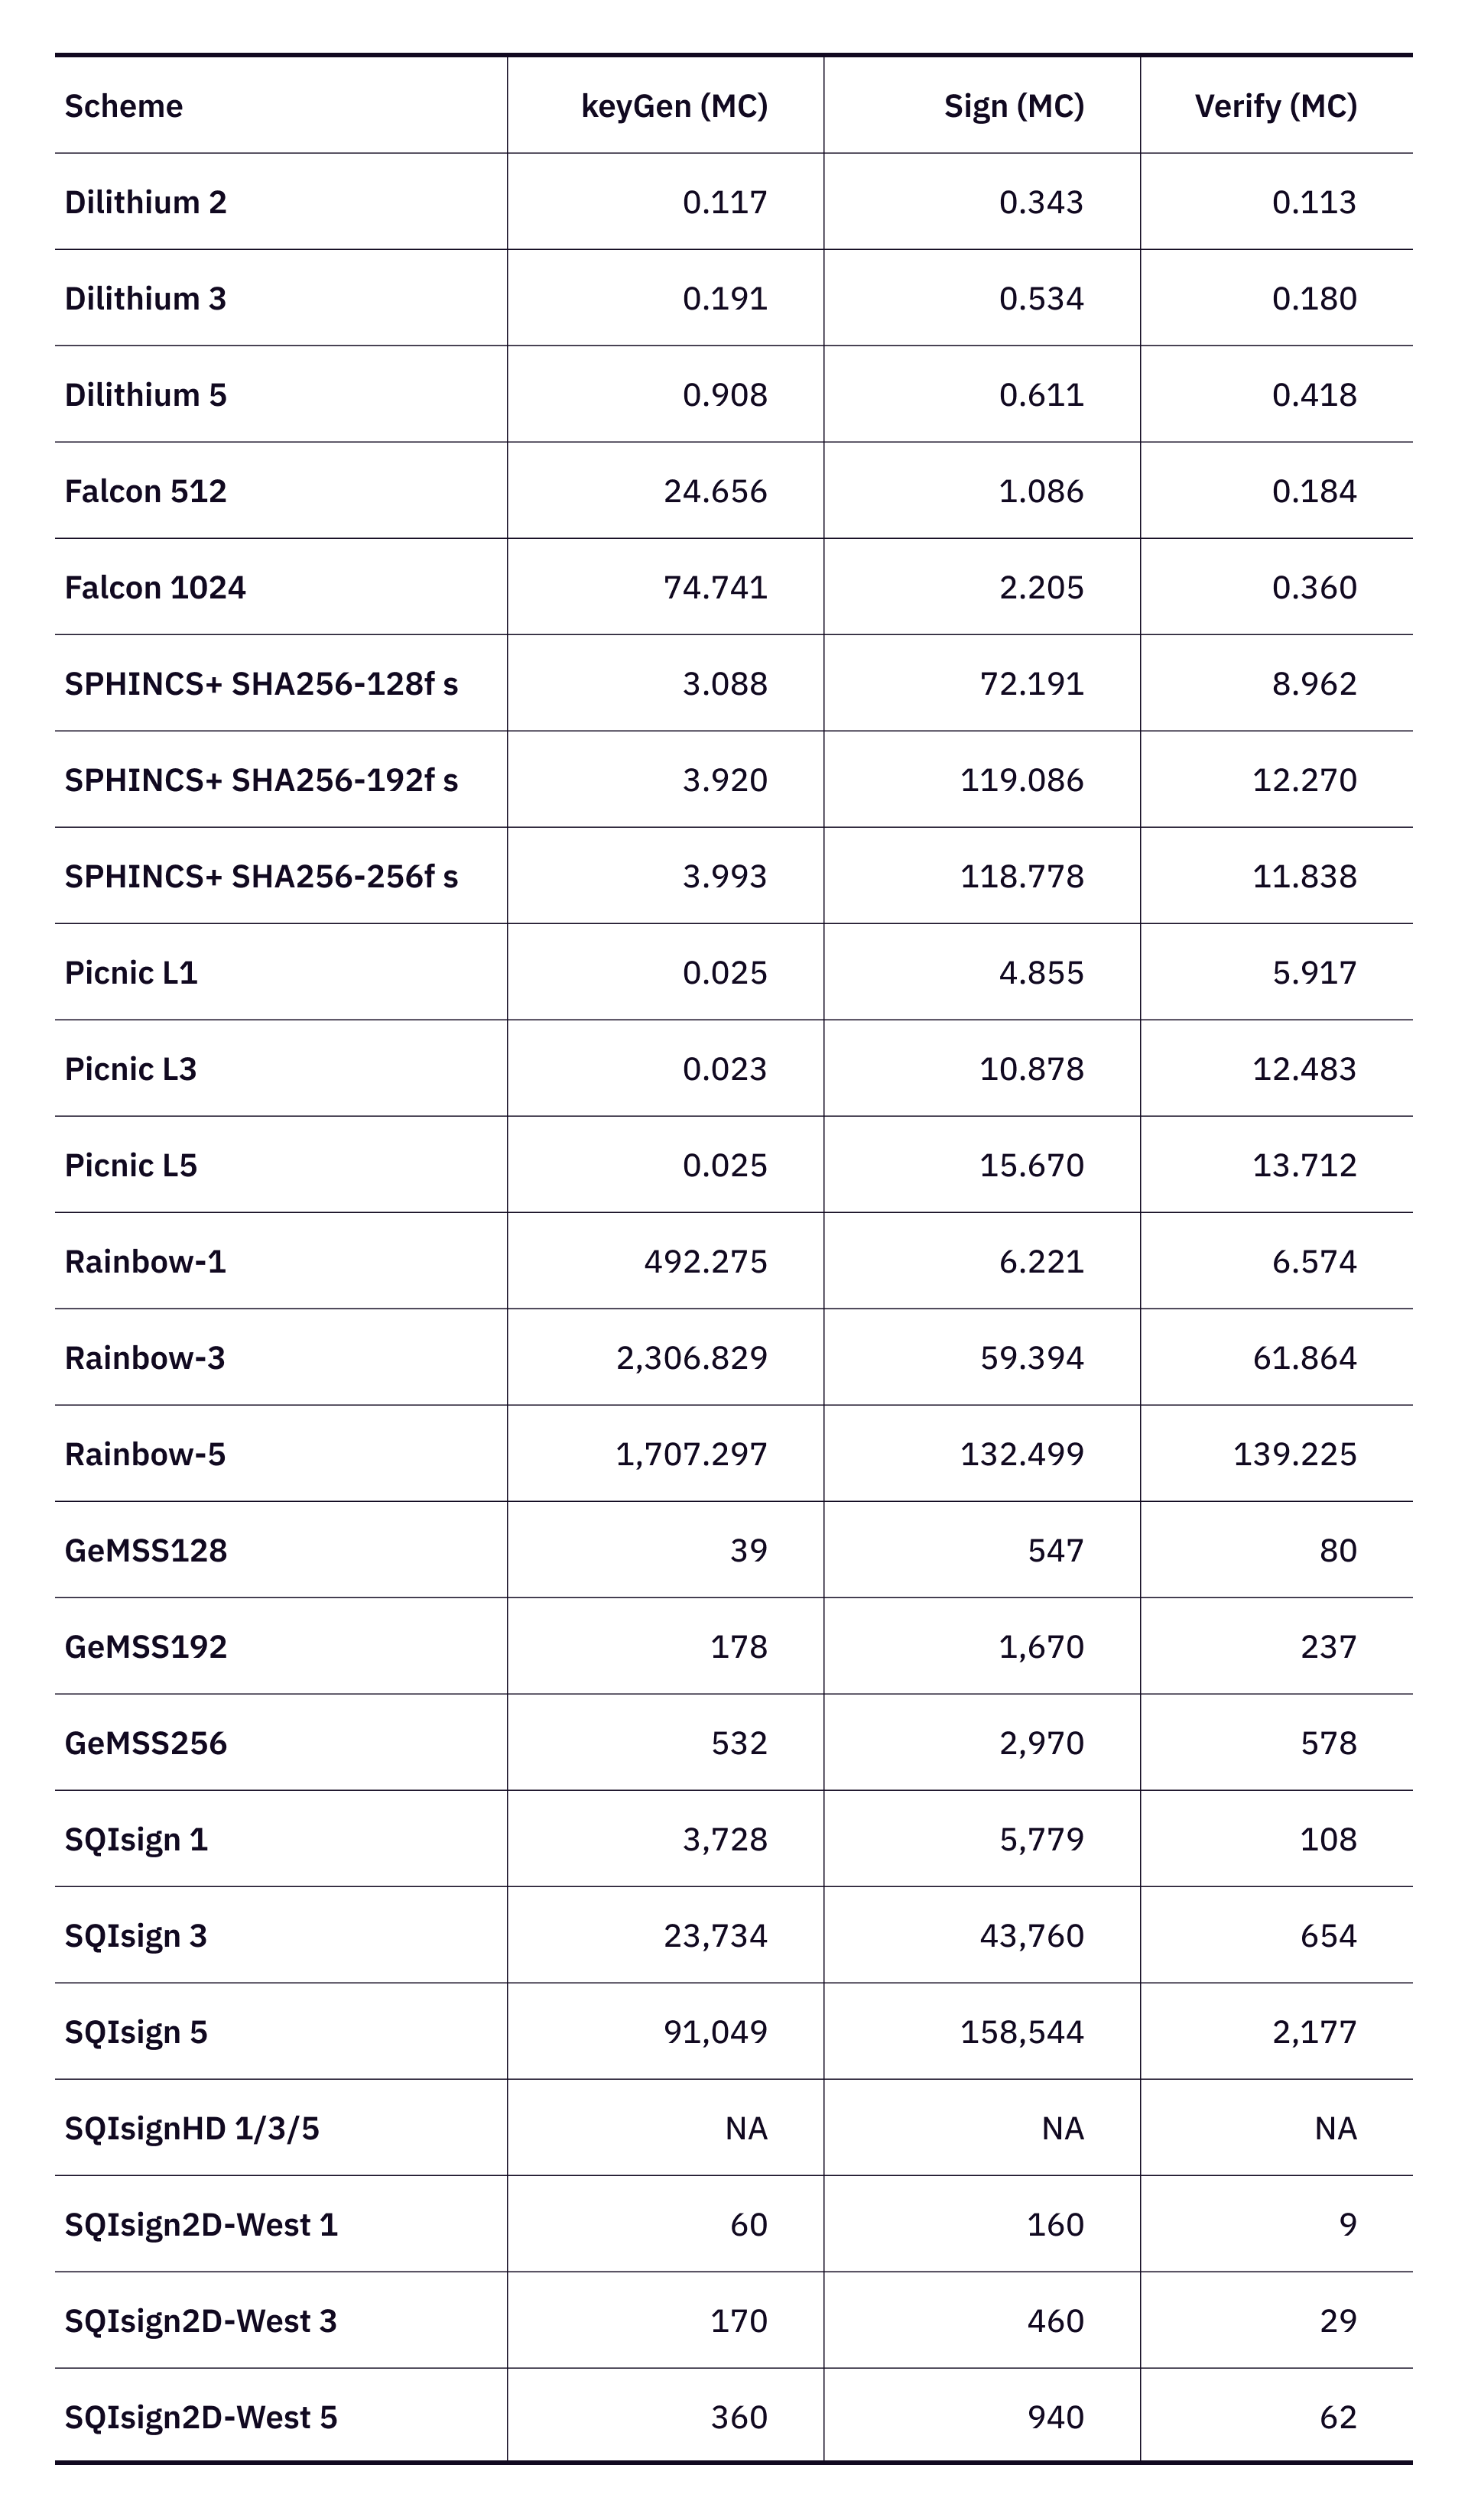 Scheme keyGen (MC) Sign (MC) Verify (MC)
Dilithium 2 0.117 0.343 0.113
Dilithium 3 0.191 0.534 0.180
Dilithium 5 0.908 0.611 0.418
Falcon 512 24.656 1.086 0.184
Falcon 1024 74.741 2.205 0.360
SPHINCS+ SHA256-128f s 3.088 72.191 8.962
SPHINCS+ SHA256-192f s 3.920 119.086 12.270
SPHINCS+ SHA256-256f s 3.993 118.778 11.838
Picnic L1 0.025 4.855 5.917
Picnic L3 0.023 10.878 12.483
Picnic L5 0.025 15.670 13.712
Rainbow-1 492.275 6.221 6.574
Rainbow-3 2,306.829 59.394 61.864
Rainbow-5 1,707.297 132.499 139.225
GeMSS128 39 547 80
GeMSS192 178 1,670 237
GeMSS256 532 2,970 578
SQIsign 1 3,728 5,779 108
SQIsign 3 23,734 43,760 654
SQIsign 5 91,049 158,544 2,177
SQIsignHD 1/3/5 NA NA NA
SQIsign2D-West 1 60 160 9
SQIsign2D-West 3 170 460 29
SQIsign2D-West 5 360 940 62